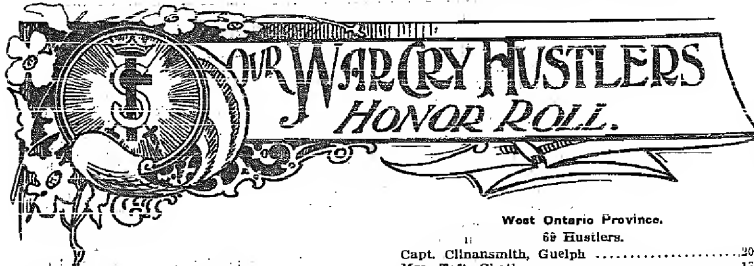 OUR WAR CRY HUSTLERS
HONOR ROLL.
West Ontario Province.
69 Hustlers.
Capt. Clinansmith, Guelph ....................20